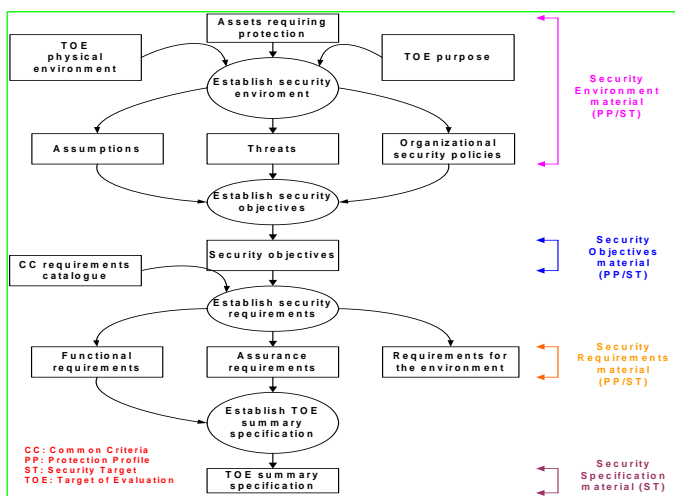 Assets requiring
protection
TOE
physical
environment
TOE purpose
Establish security
enviroment
Security
Environment
material
(PP/ST)
Assumptions
Threats
Organizational
security policies
Establish security
objectives
Security objectives
Security
Objectives
material
(PP/ST)
CC requirements
catalogue
Establish security
requirements
Functional
requirements
Assurance
requirements
Requirements for
the environment
Security
Requirements
material
(PP/ST)
Establish TOE
summary
specification
CC: Common Criteria
PP: Protection Profile
ST: Security Target
TOE: Target of Evaluation
TOE summary
specification
Security
Specification
material (ST)